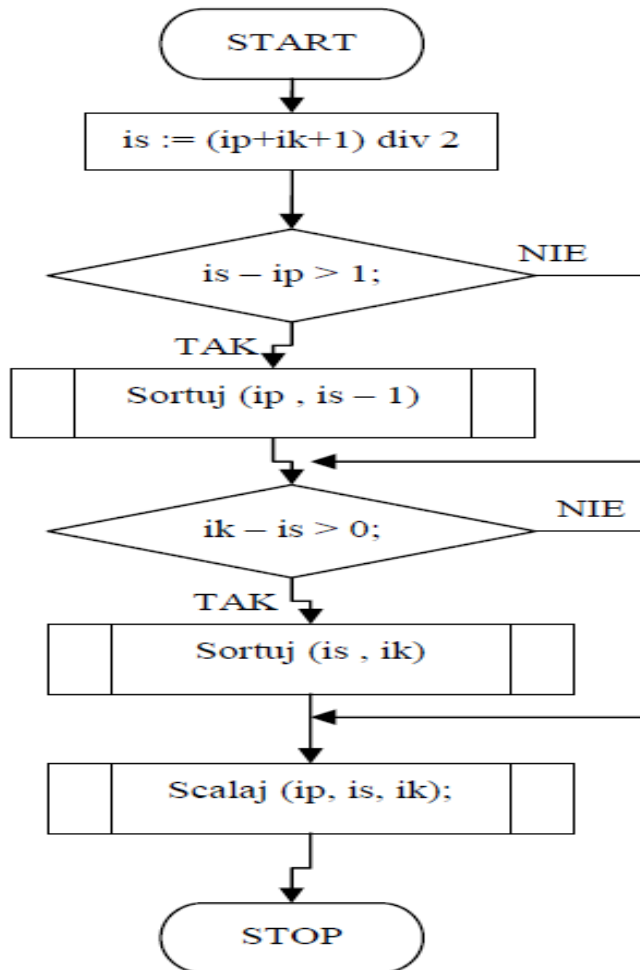 START
is := (ip+ik+1) div 2
is – ip > 1;
NIE
TAK
Sortuj (ip , is – 1)
ik – is > 0;
NIE
TAK
Sortuj (is , ik)
Scalaj (ip, is, ik);
STOP